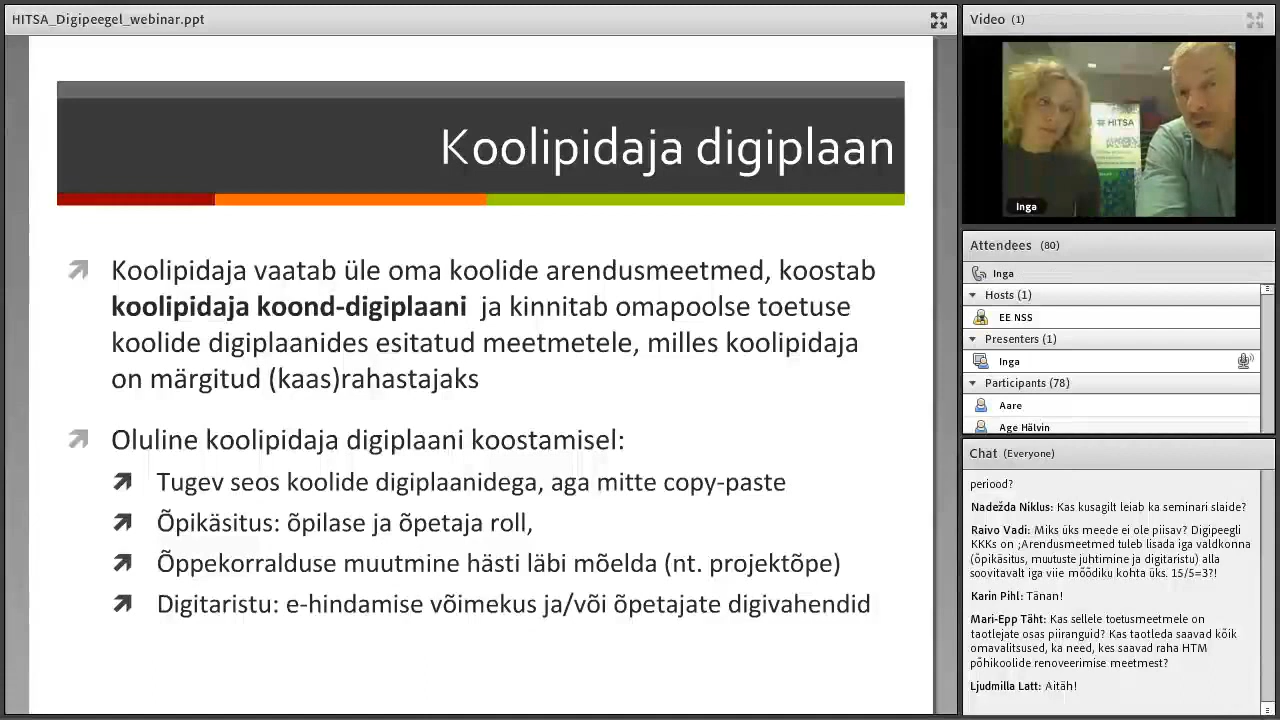 HITSA_Digipeegel_webinar.ppt
Koolipidaja digiplaan
Koolipidaja vaatab üle oma koolide arendusmeetmed, koostab
koolipidaja koond-digiplaani ja kinnitab omapoolse toetuse
koolide digiplaanides esitatud meetmetele, milles koolipidaja
on märgitud (kaas)rahastajaks
Oluline koolipidaja digiplaani koostamisel:
Tugev seos koolide digiplaanidega, aga mitte copy-paste
Õpikäsitus: õpilase ja õpetaja roll,
Õppekorralduse muutmine hästi läbi mõelda (nt. projektõpe)
Digitaristu: e-hindamise võimekus ja/või õpetajate digivahendid
Video (1)
# HITSA
Inga
Attendees (80)
Inga
Hosts (1)
EE NSS
Presenters (1)
Inga
Participants (78)
Aare
Age Hälvin
Chat (Everyone)
periood?
Nadežda Niklus: Kas kusagilt leiab ka seminari slaide?
Raivo Vadi: Miks üks meede ei ole piisav? Digipeegli
KKKs on ;Arendusmeetmed tuleb lisada iga valdkonna
(õpikäsitus, muutuste juhtimine ja digitaristu) alla
soovitavalt iga viie mõõdiku kohta üks. 15/5=3?!
Karin Pihl: Tänan!
Mari-Epp Täht: Kas sellele toetusmeetmele on
taotlejate osas piiranguid? Kas taotleda saavad kõik
omavalitsused, ka need, kes saavad raha HTM
põhikoolide renoveerimise meetmest?
Ljudmilla Latt: Aitäh!